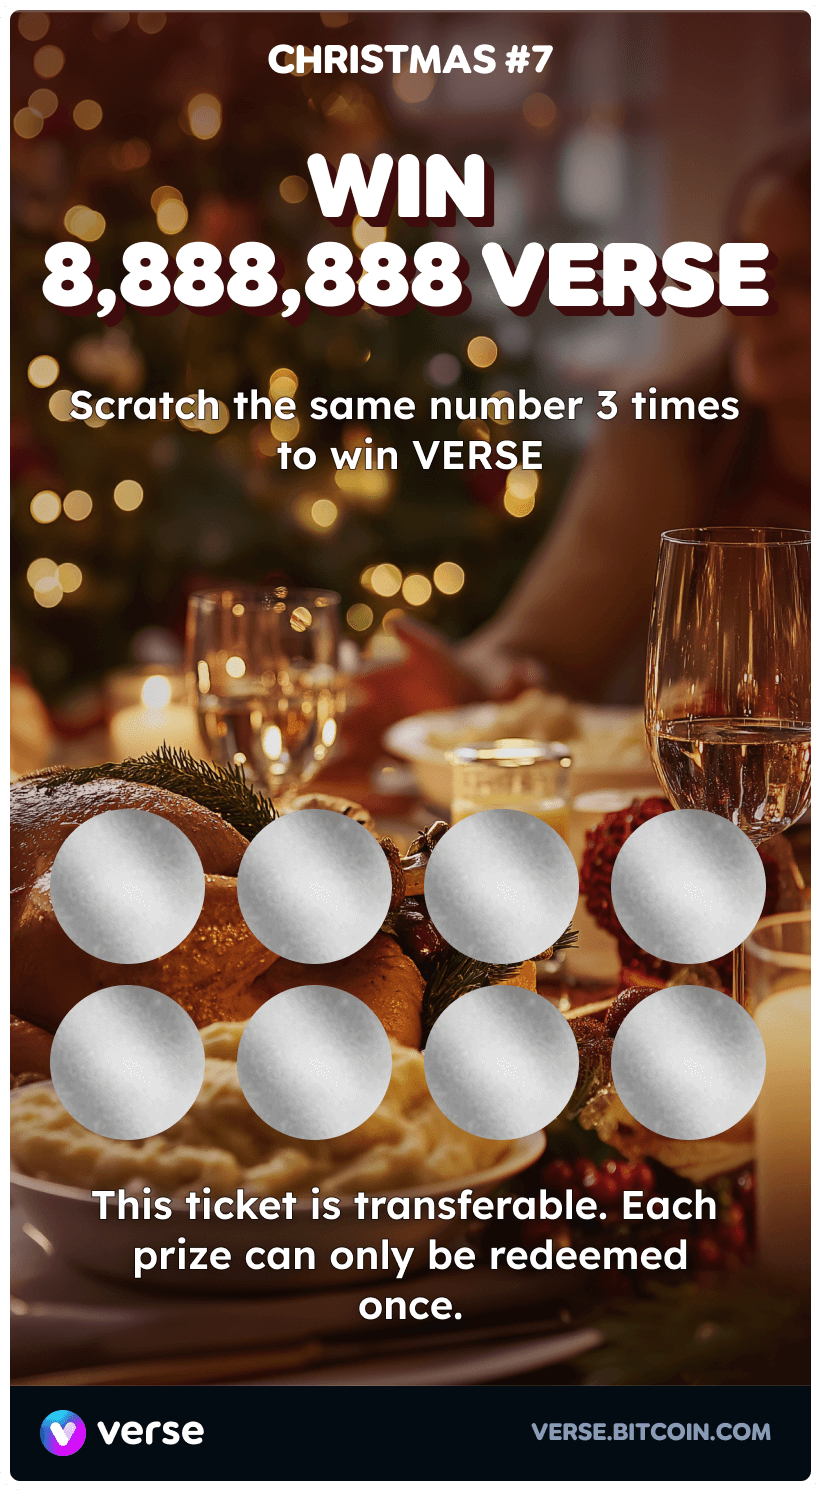 CHRISTMAS #7
WIN
8,888,888 VERSE
Scratch the same number 3 times
to win VERSE
This ticket is transferable. Each
prize can only be redeemed
once.
verse
VERSE.BITCOIN.COM